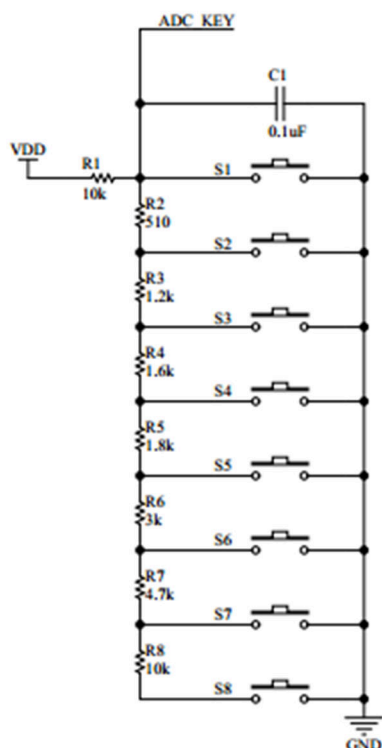 ADC_KEY
C1
0.1uF
VDD
R1
10k
S1
R2
510
S2
R3
1.2k
S3
R4
1.6k
S4
R5
1.8k
S5
R6
3k
S6
R7
4.7k
S7
R8
10k
S8
GND